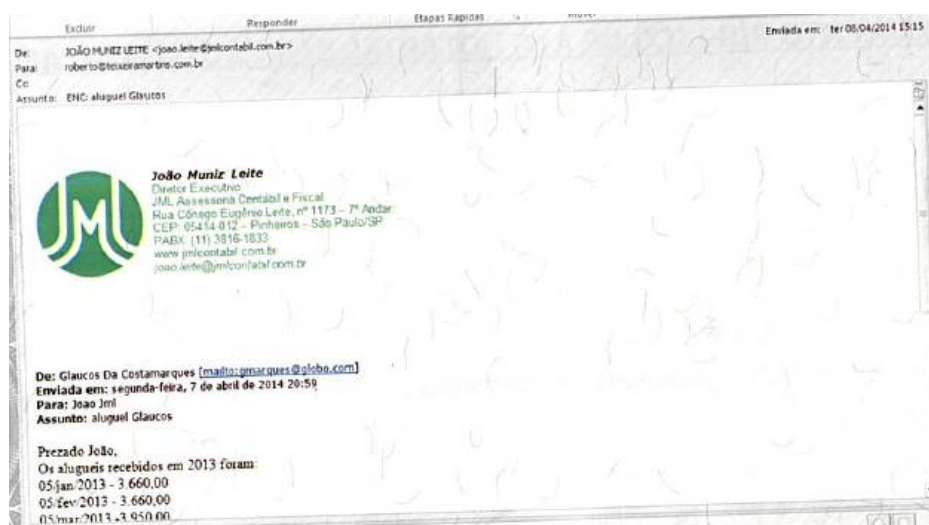 Excluir Responder Etapas Rápidas Mover
De: JOÃO MUNIZ LEITE <joao.leite@jmlcontabil.com.br> Enviada em: ter 08/04/2014 15:15
Para: roberto@teixeiramartins.com.br
Cc
Assunto: ENC: aluguel Glaucos
JM
João Muniz Leite
Diretor Executivo
JML Assessoria Contábil e Fiscal
Rua Cônego Eugênio Leite, nº 1173 – 7º Andar.
CEP: 05414-012 – Pinheiros – São Paulo/SP
PABX: (11) 3816-1833
www.jmlcontabil.com.br
joao.leite@jmlcontabil.com.br
De: Glaucos Da Costamarques [mailto:gmarques@globo.com]
Enviada em: segunda-feira, 7 de abril de 2014 20:59
Para: Joao Jml
Assunto: aluguel Glaucos
Prezado João,
Os alugueis recebidos em 2013 foram:
05/jan/2013 - 3.660,00
05/fev/2013 - 3.660,00
05/mar/2013 -3.950,00